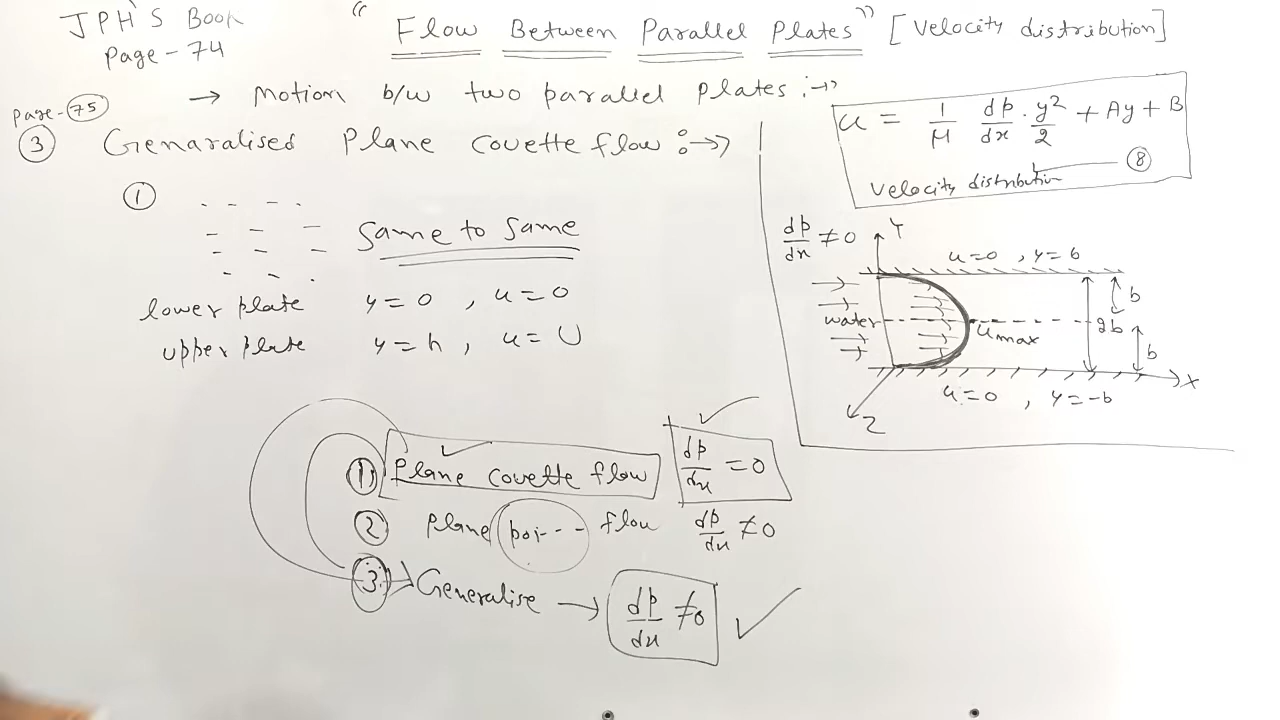 JPH'S Book
Page-74
" Flow Between Parallel Plates " [Velocity distribution]
→ Motion b/w two parallel plates :→
Page-75
③ Genaralised Plane Couette flow :→
①
Same to Same
lower plate y=0 , u=0
upper plate y=h , u=U
① Plane Couette flow dp/dx = 0
② Plane poi--- flow dp/dx ≠ 0
③ Generalise → dp/dx ≠ 0
u = 1/μ dp/dx . y²/2 + Ay + B
⑧
Velocity distribution
dp/dx ≠ 0
Y
u=0 , y=b
water
u max
2b
b
b
X
u=0 , y=-b
Z